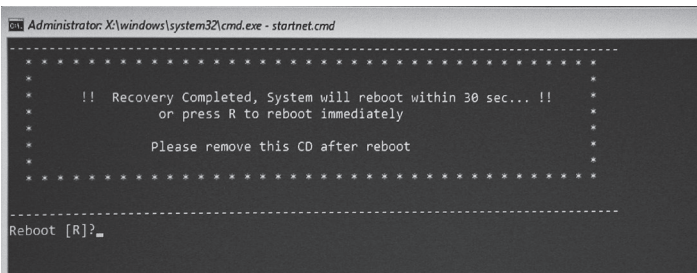 Administrator: X:\windows\system32\cmd.exe - startnet.cmd
!! Recovery Completed, System will reboot within 30 sec... !!
or press R to reboot immediately
Please remove this CD after reboot
Reboot [R]?_